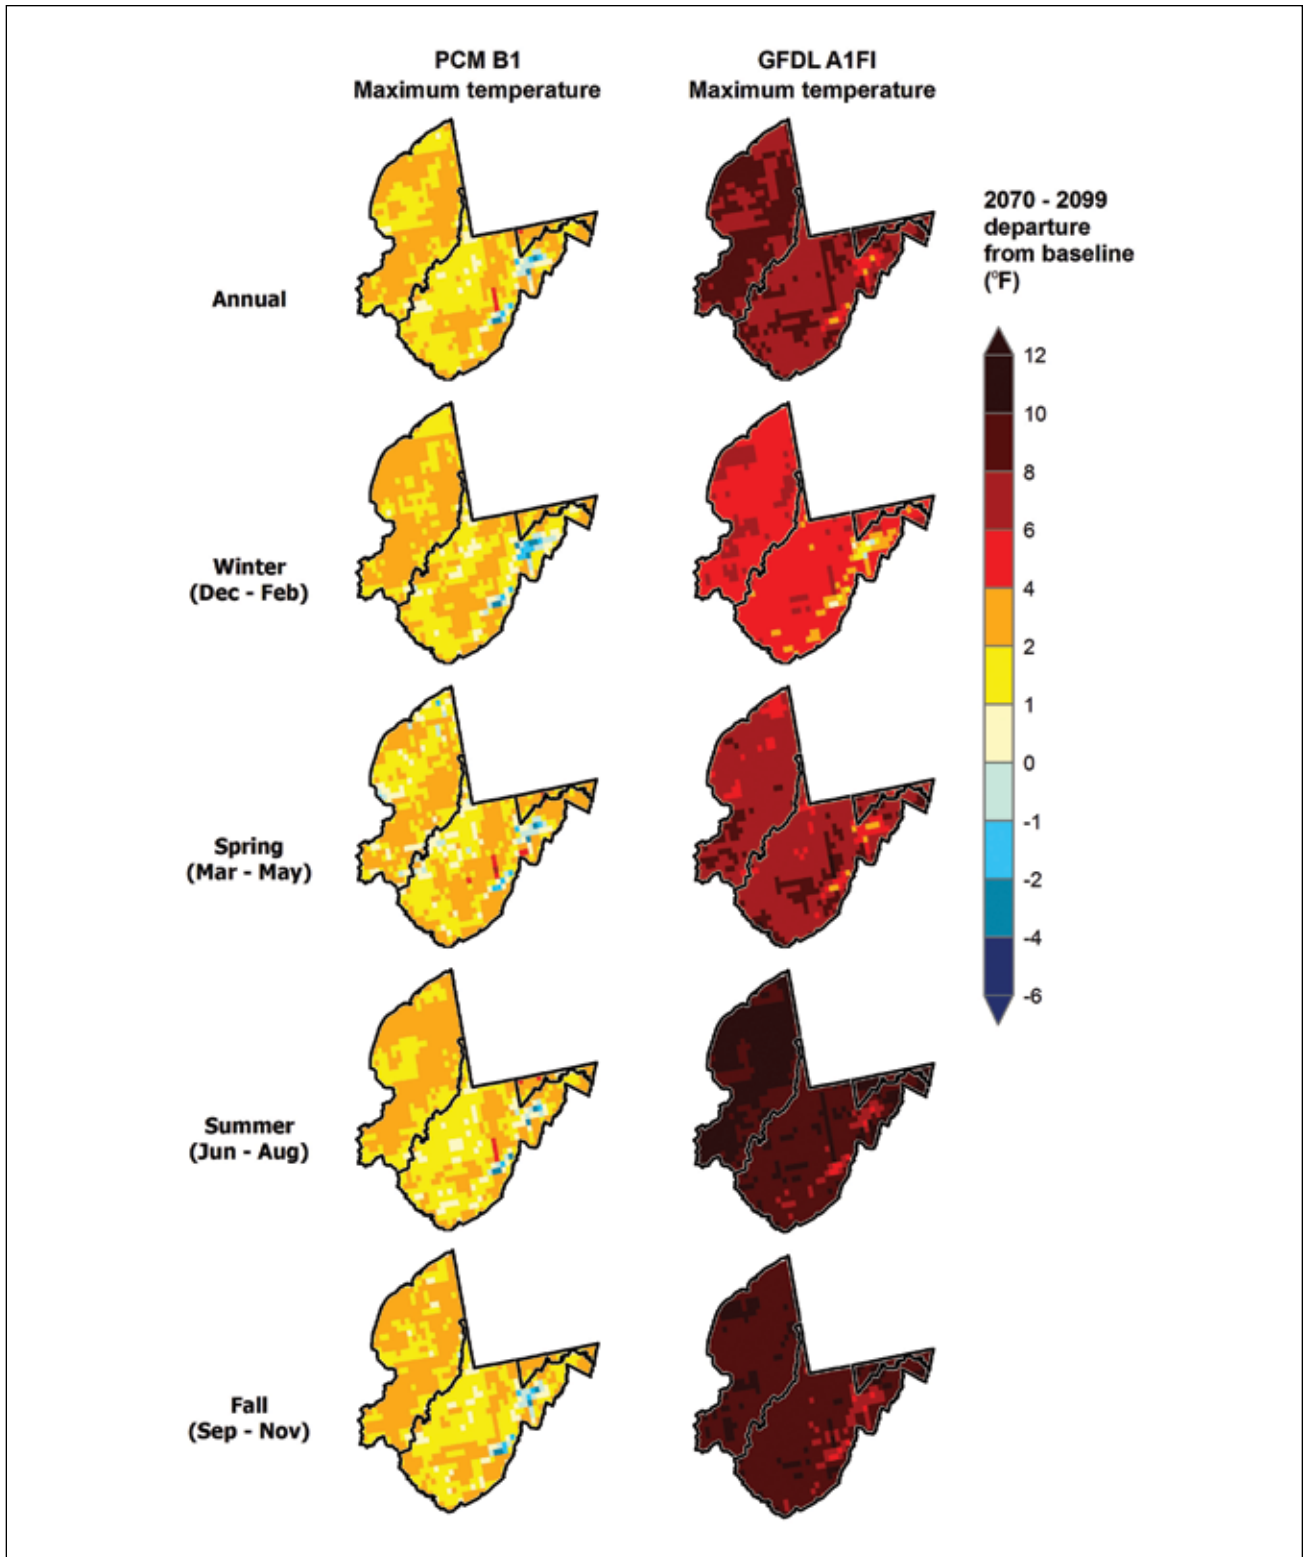 PCM B1
Maximum temperature
GFDL A1FI
Maximum temperature
2070 - 2099
departure
from baseline
(°F)
Annual
Winter
(Dec - Feb)
Spring
(Mar - May)
Summer
(Jun - Aug)
Fall
(Sep - Nov)
12
10
8
6
4
2
1
0
-1
-2
-4
-6